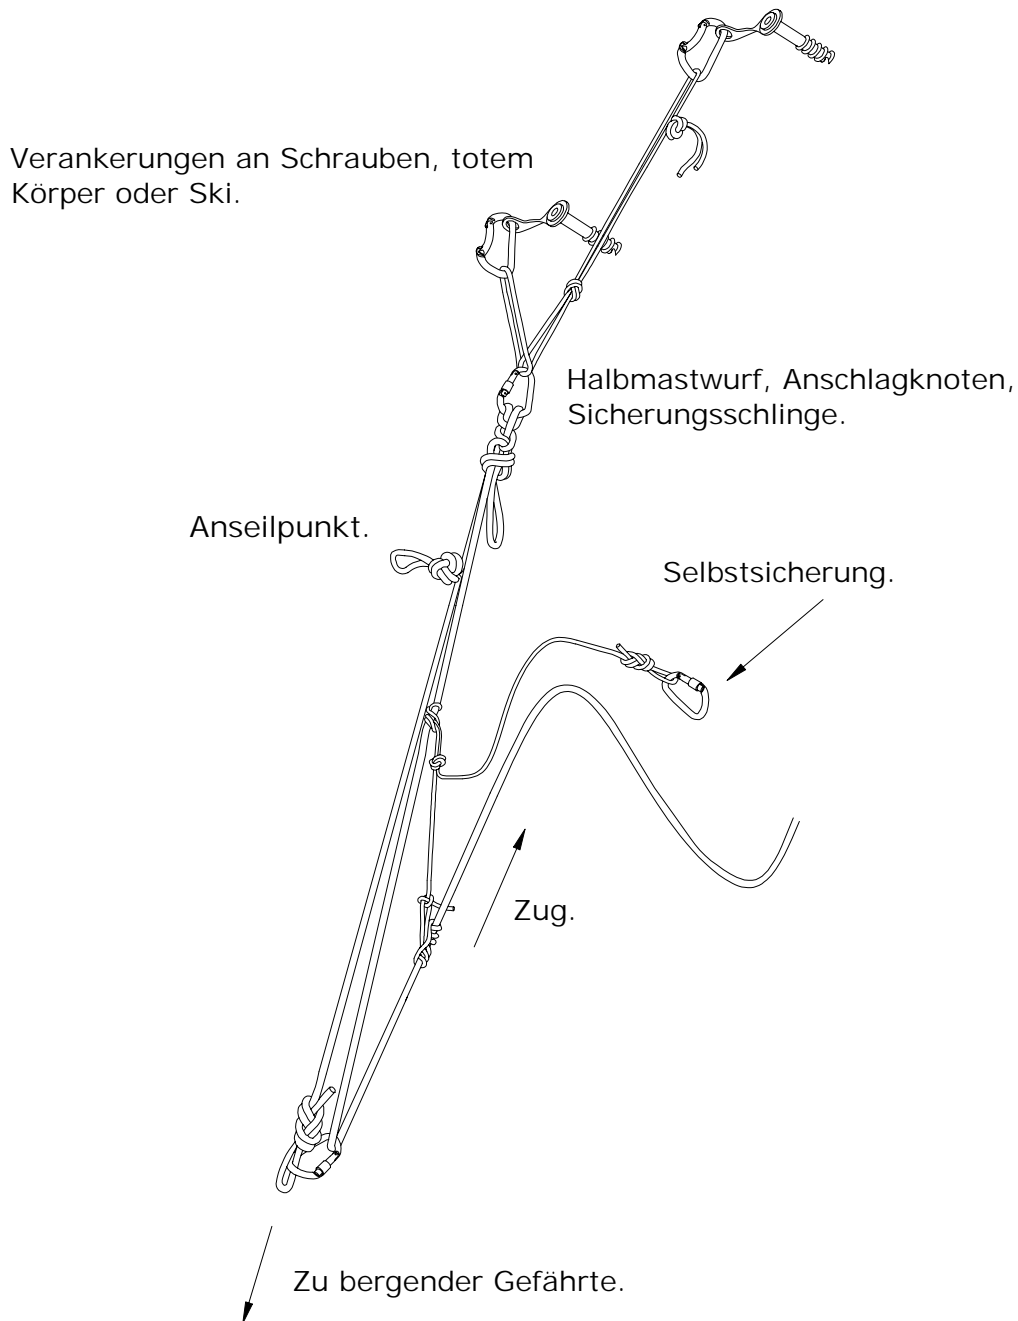 Verankerungen an Schrauben, totem
Körper oder Ski.
Halbmastwurf, Anschlagknoten,
Sicherungsschlinge.
Anseilpunkt.
Selbstsicherung.
Zug.
Zu bergender Gefährte.